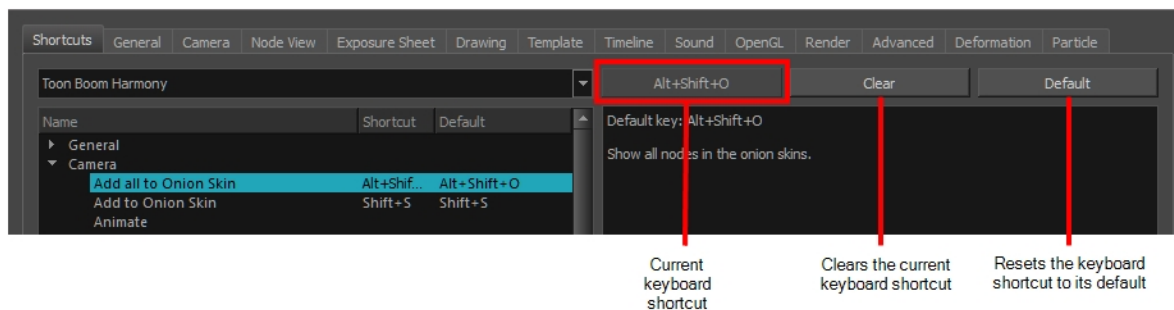 Shortcuts General Camera Node View Exposure Sheet Drawing Template Timeline Sound OpenGL Render Advanced Deformation Particle
Toon Boom Harmony Alt+Shift+O Clear Default
Name Shortcut Default
General
Camera
Add all to Onion Skin Alt+Shif... Alt+Shift+O
Add to Onion Skin Shift+S Shift+S
Animate
Default key: Alt+Shift+O
Show all nodes in the onion skins.
Current
keyboard
shortcut
Clears the current
keyboard shortcut
Resets the keyboard
shortcut to its default